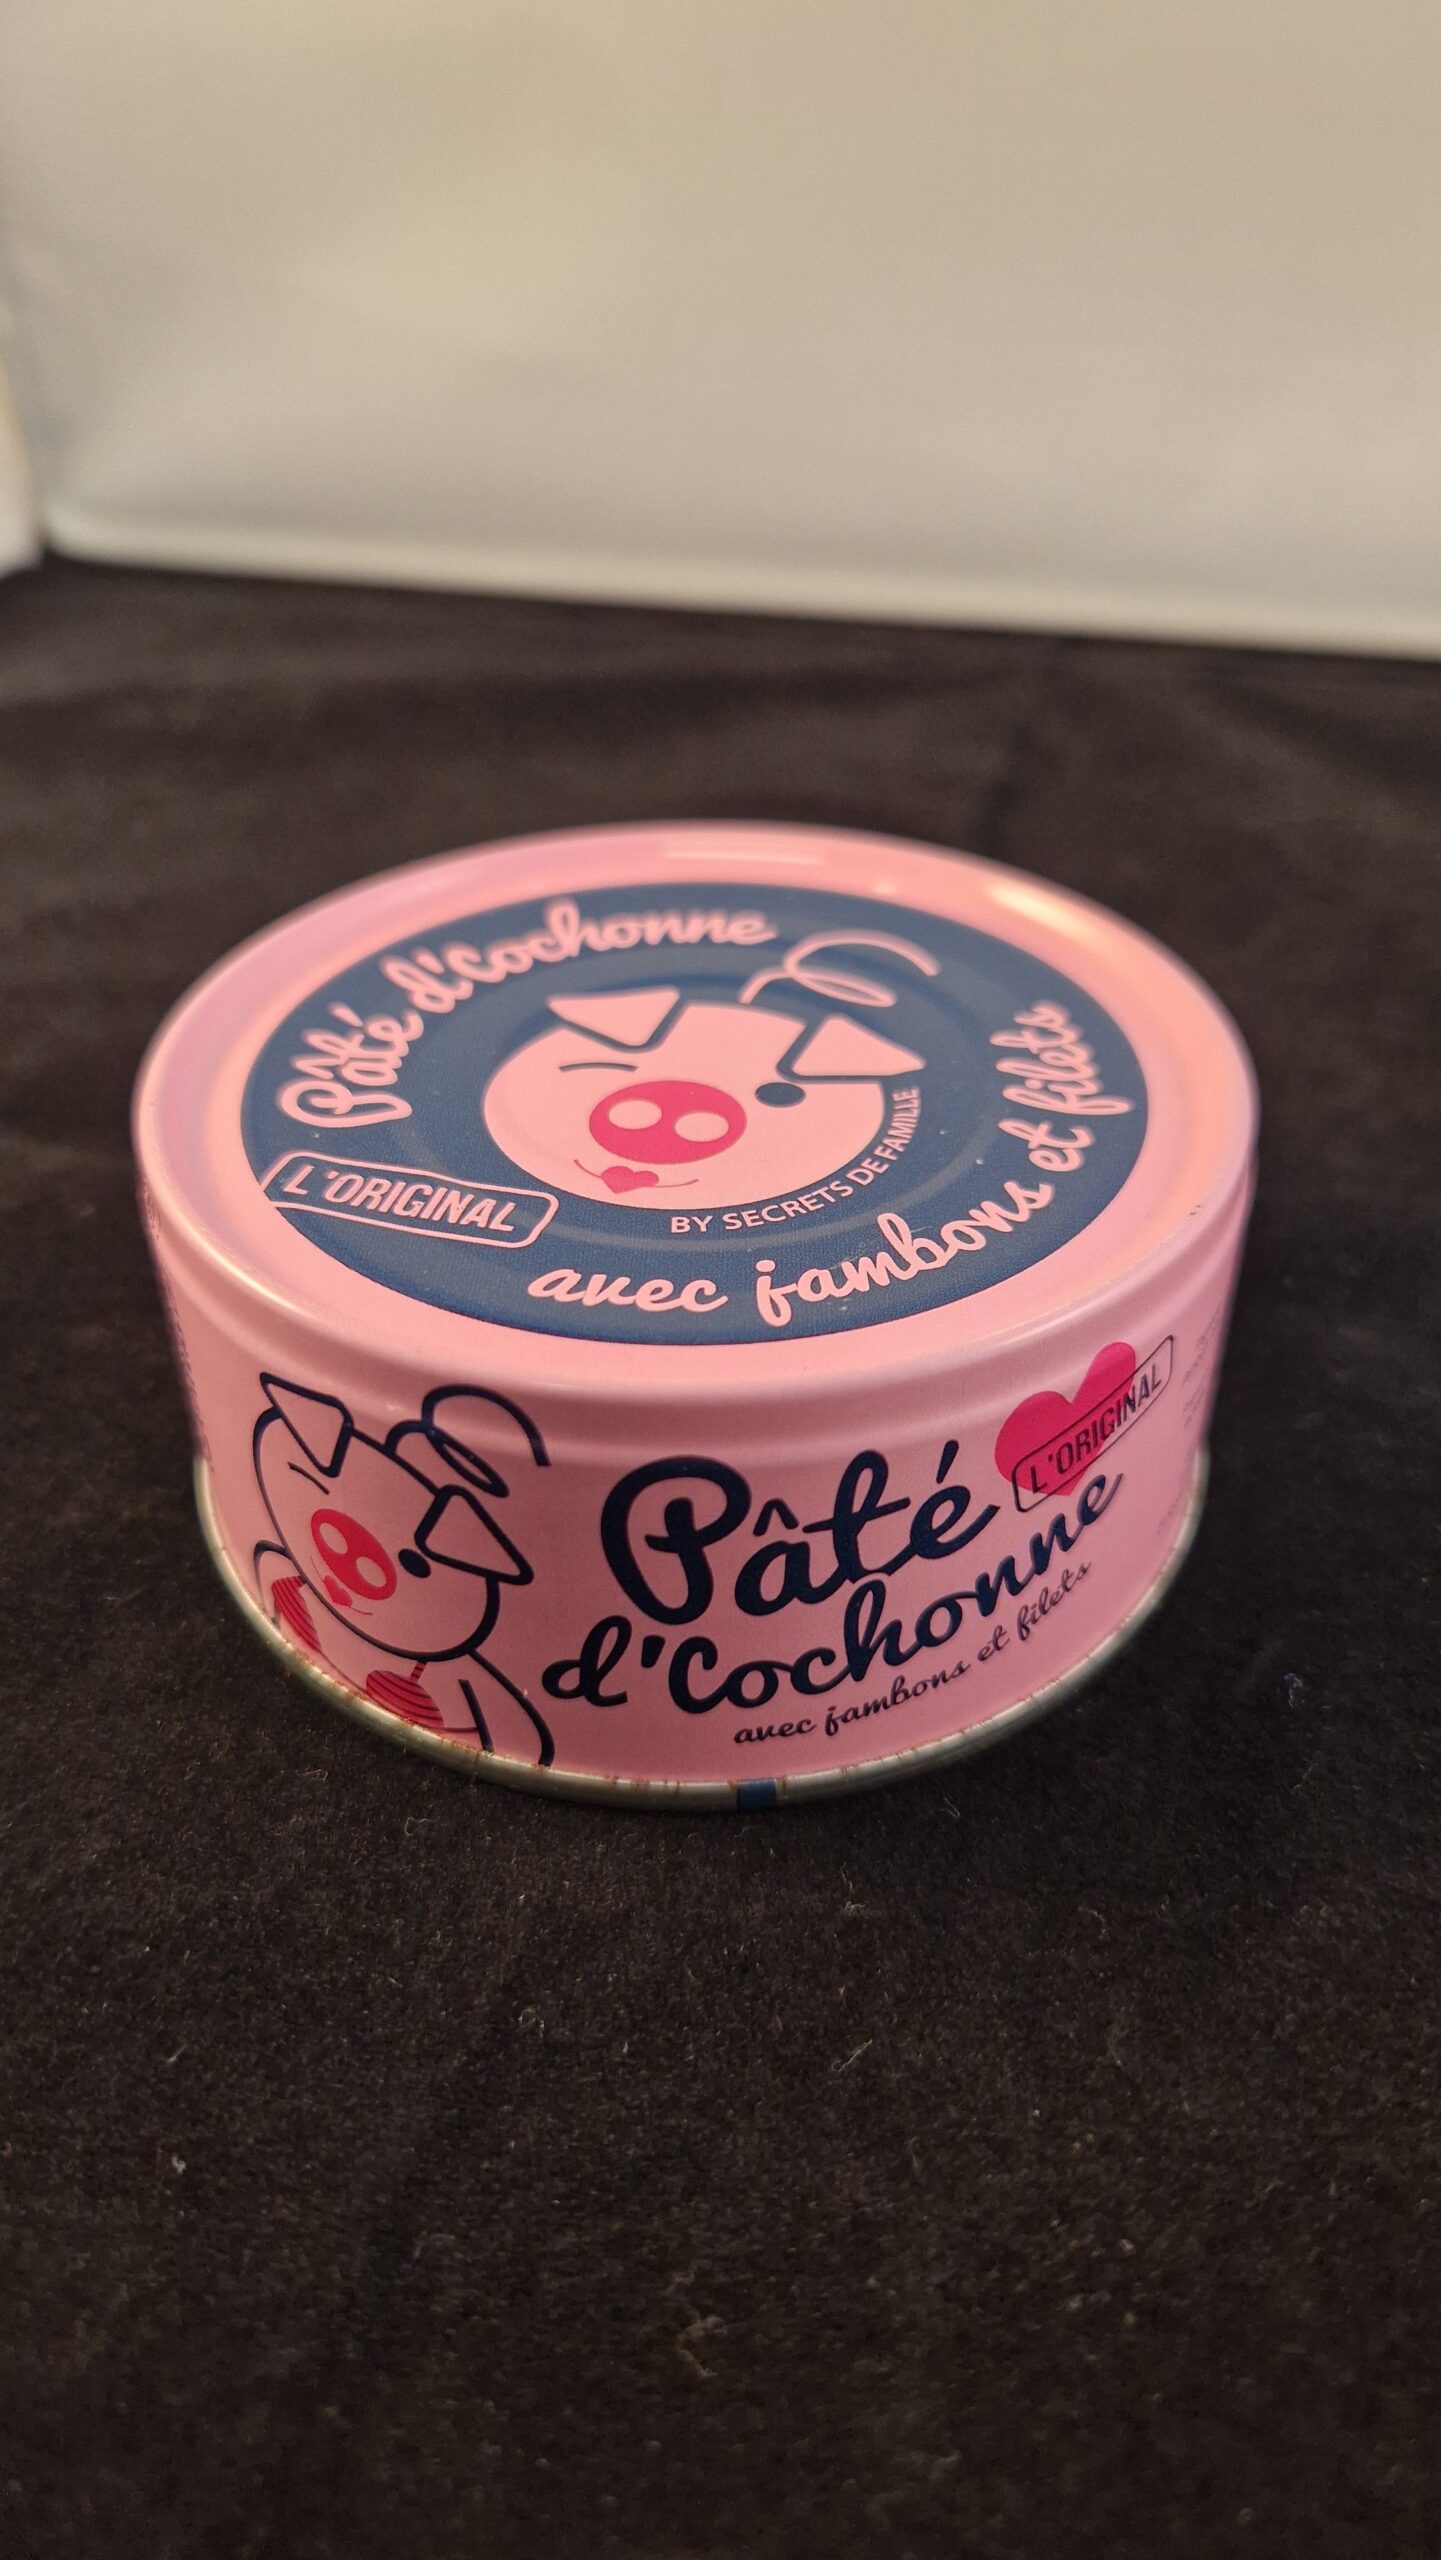 Pâté d'Cochonne
L'ORIGINAL
BY SECRETS DE FAMILLE
avec jambons et filets
L'ORIGINAL
Pâté
d'Cochonne
avec jambons et filets